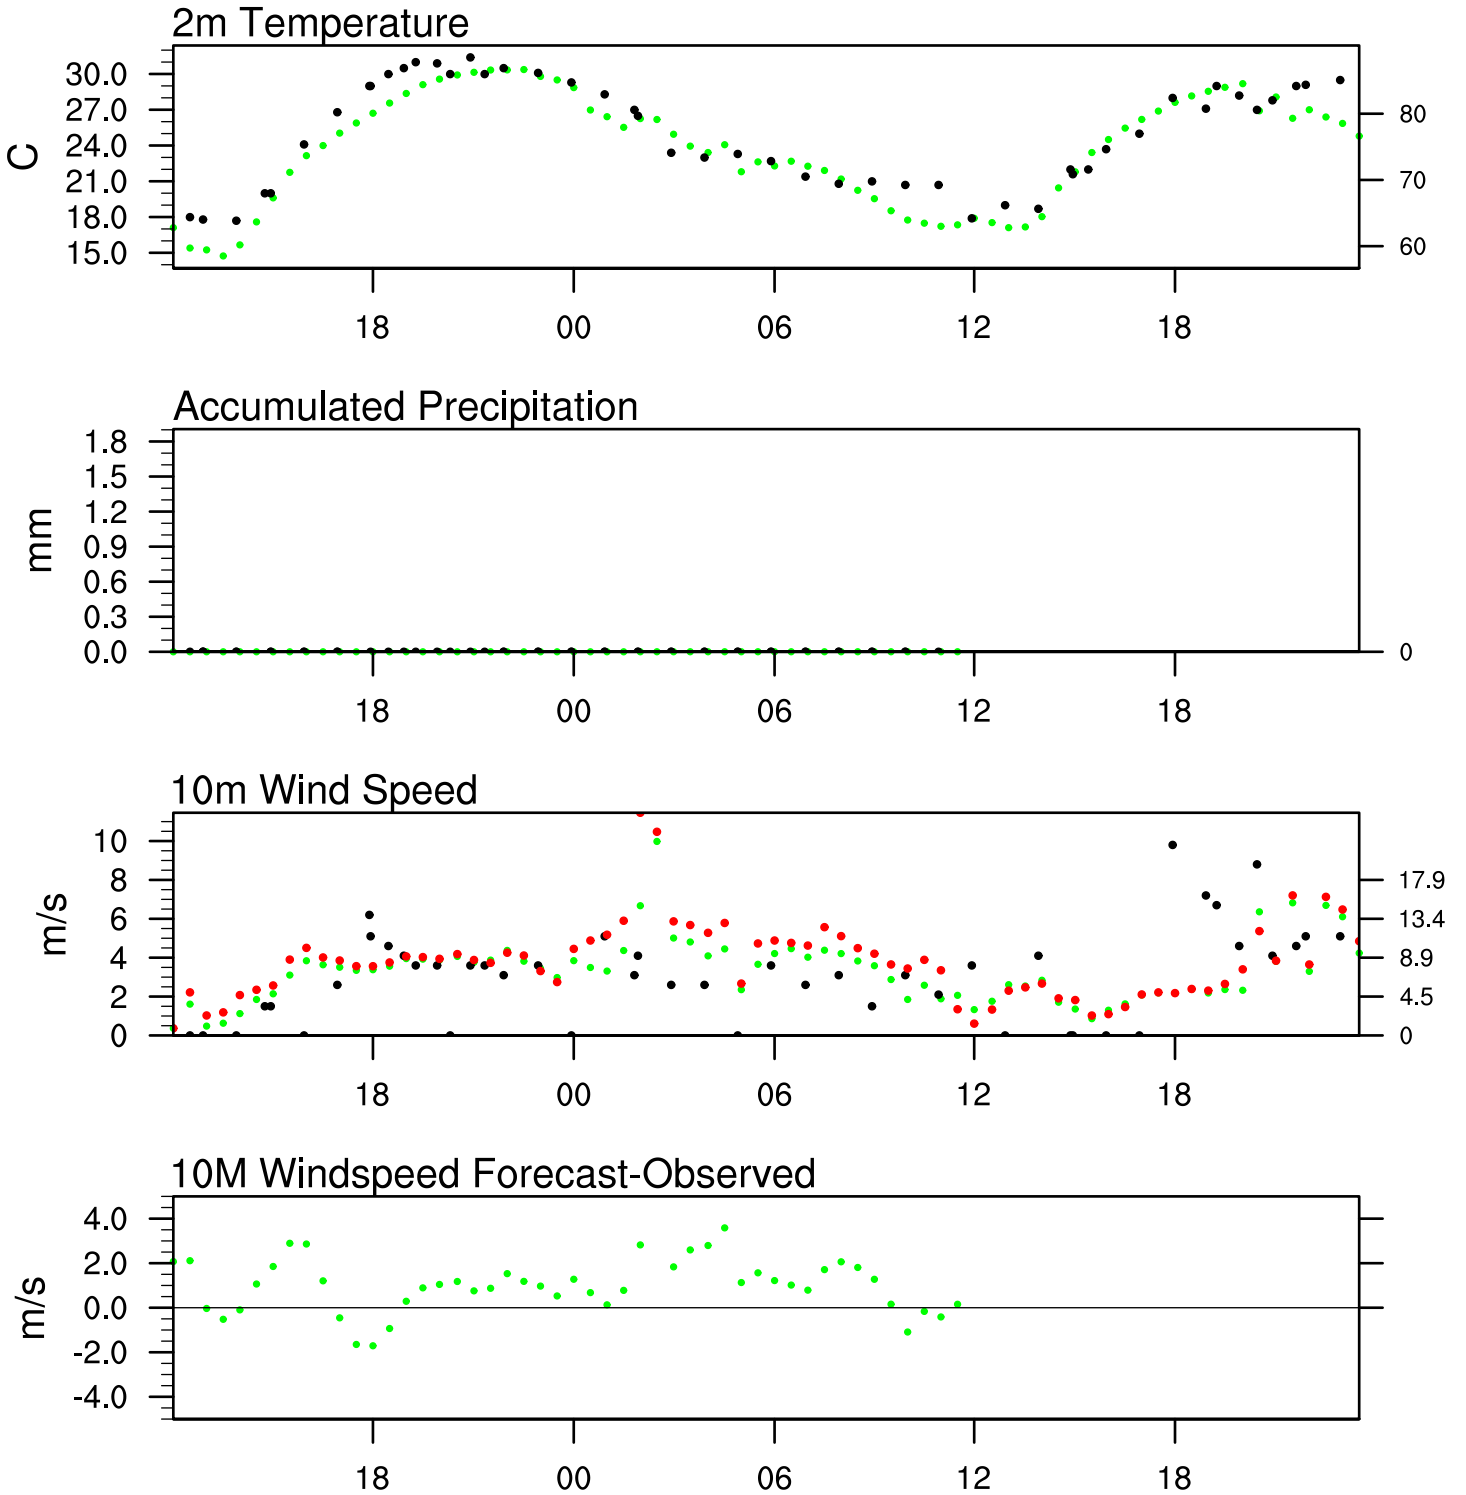 2m Temperature
30.0
27.0
24.0
21.0
18.0
15.0
C
80
70
60
18 00 06 12 18
Accumulated Precipitation
1.8
1.5
1.2
0.9
0.6
0.3
0.0
mm
0
18 00 06 12 18
10m Wind Speed
10
8
6
4
2
0
m/s
17.9
13.4
8.9
4.5
0
18 00 06 12 18
10M Windspeed Forecast-Observed
4.0
2.0
0.0
-2.0
-4.0
m/s
18 00 06 12 18